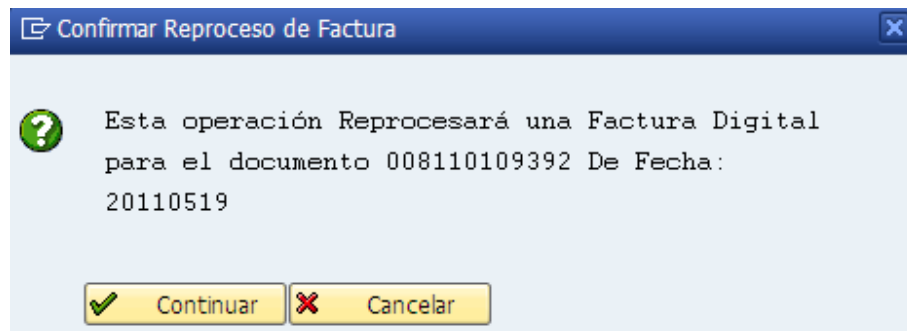 Confirmar Reproceso de Factura
Esta operación Reprocesará una Factura Digital
para el documento 008110109392 De Fecha:
20110519
Continuar Cancelar